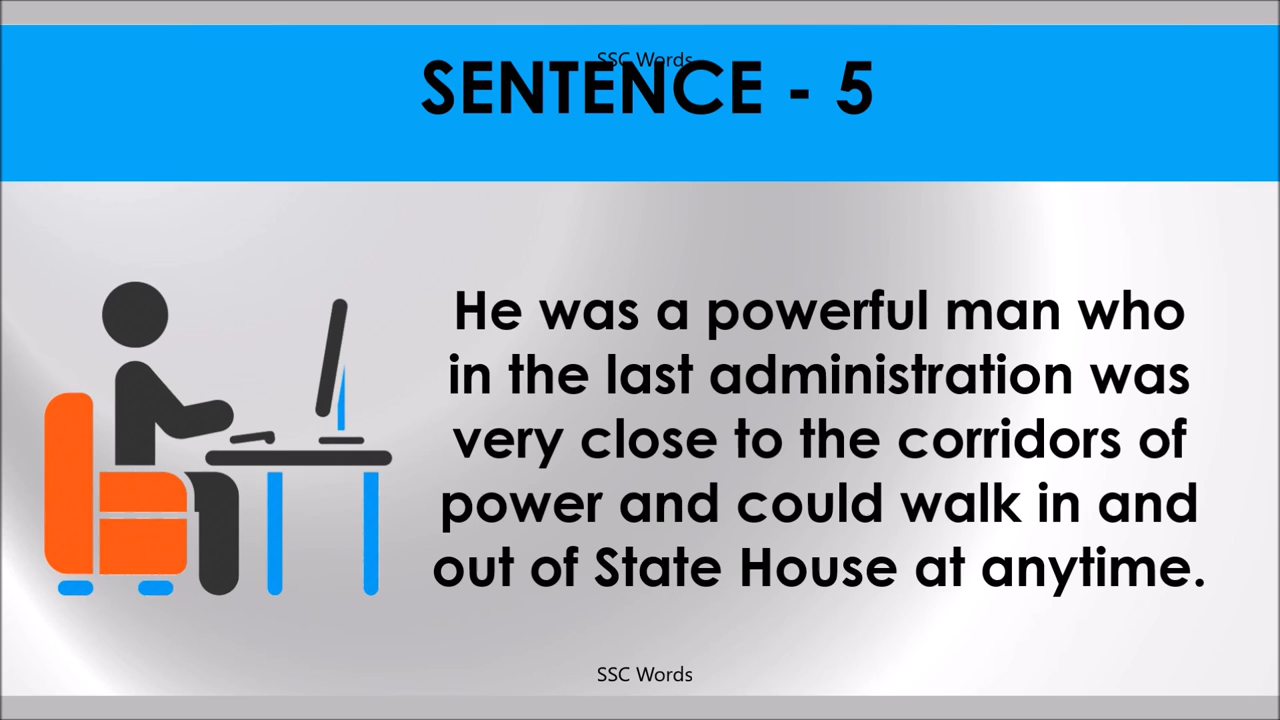 SSC Words
SENTENCE - 5
He was a powerful man who
in the last administration was
very close to the corridors of
power and could walk in and
out of State House at anytime.
SSC Words